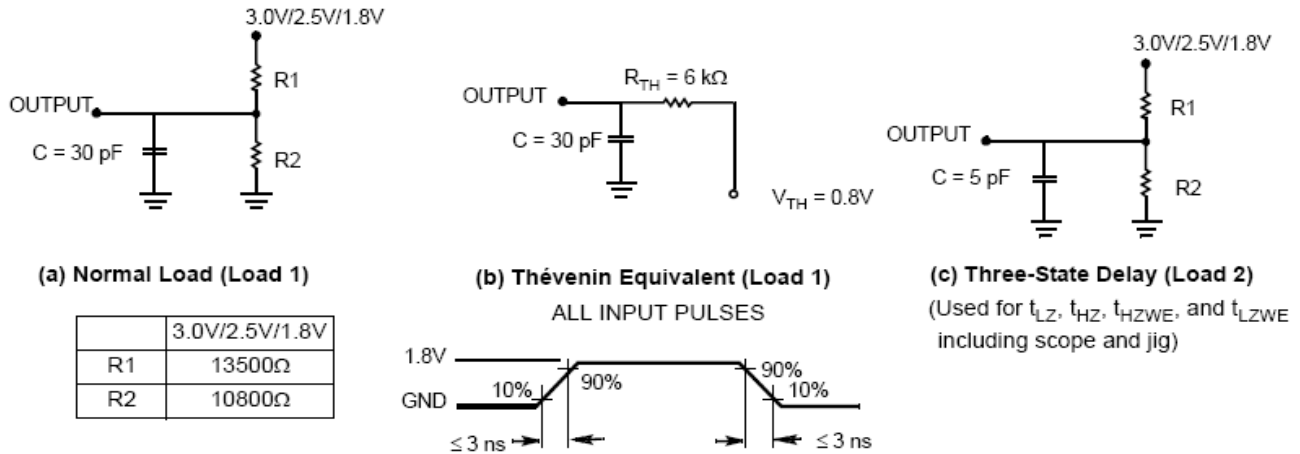 3.0V/2.5V/1.8V
R1
OUTPUT
C = 30 pF
R2
(a) Normal Load (Load 1)
R_TH = 6 kΩ
OUTPUT
C = 30 pF
V_TH = 0.8V
(b) Thévenin Equivalent (Load 1)
3.0V/2.5V/1.8V
R1
OUTPUT
C = 5 pF
R2
(c) Three-State Delay (Load 2)
(Used for t_LZ, t_HZ, t_HZWE, and t_LZWE
including scope and jig)
3.0V/2.5V/1.8V
R1 13500Ω
R2 10800Ω
ALL INPUT PULSES
1.8V
GND
10%
90%
90%
10%
≤ 3 ns
≤ 3 ns